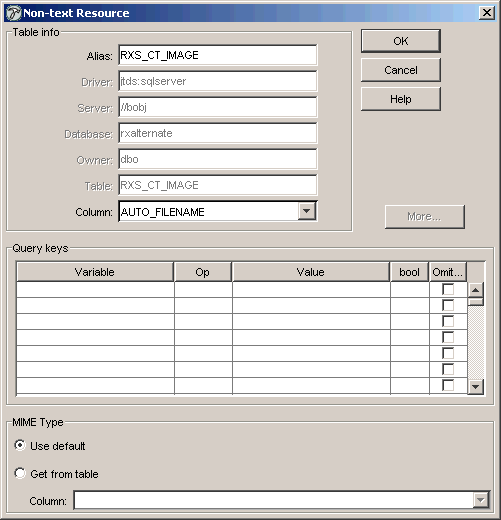 Non-text Resource
Table info
Alias: RXS_CT_IMAGE
OK
Driver: jtds:sqlserver
Cancel
Server: //bobj
Help
Database: rxalternate
Owner: dbo
Table: RXS_CT_IMAGE
Column: AUTO_FILENAME
More...
Query keys
Variable Op Value bool Omit...
MIME Type
Use default
Get from table
Column: